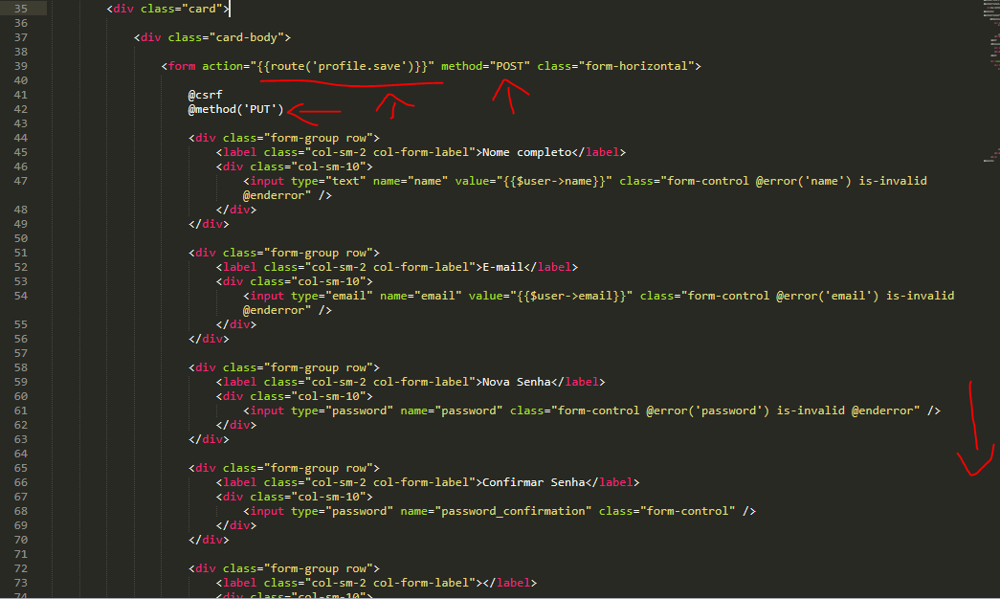 35 <div class="card">
36
37 <div class="card-body">
38
39 <form action="{{route('profile.save')}}" method="POST" class="form-horizontal">
40
41 @csrf
42 @method('PUT')
43
44 <div class="form-group row">
45 <label class="col-sm-2 col-form-label">Nome completo</label>
46 <div class="col-sm-10">
47 <input type="text" name="name" value="{{$user->name}}" class="form-control @error('name') is-invalid
@enderror" />
48 </div>
49 </div>
50
51 <div class="form-group row">
52 <label class="col-sm-2 col-form-label">E-mail</label>
53 <div class="col-sm-10">
54 <input type="email" name="email" value="{{$user->email}}" class="form-control @error('email') is-invalid
@enderror" />
55 </div>
56 </div>
57
58 <div class="form-group row">
59 <label class="col-sm-2 col-form-label">Nova Senha</label>
60 <div class="col-sm-10">
61 <input type="password" name="password" class="form-control @error('password') is-invalid @enderror" />
62 </div>
63 </div>
64
65 <div class="form-group row">
66 <label class="col-sm-2 col-form-label">Confirmar Senha</label>
67 <div class="col-sm-10">
68 <input type="password" name="password_confirmation" class="form-control" />
69 </div>
70 </div>
71
72 <div class="form-group row">
73 <label class="col-sm-2 col-form-label"></label>
74 <div class="col-sm-10">